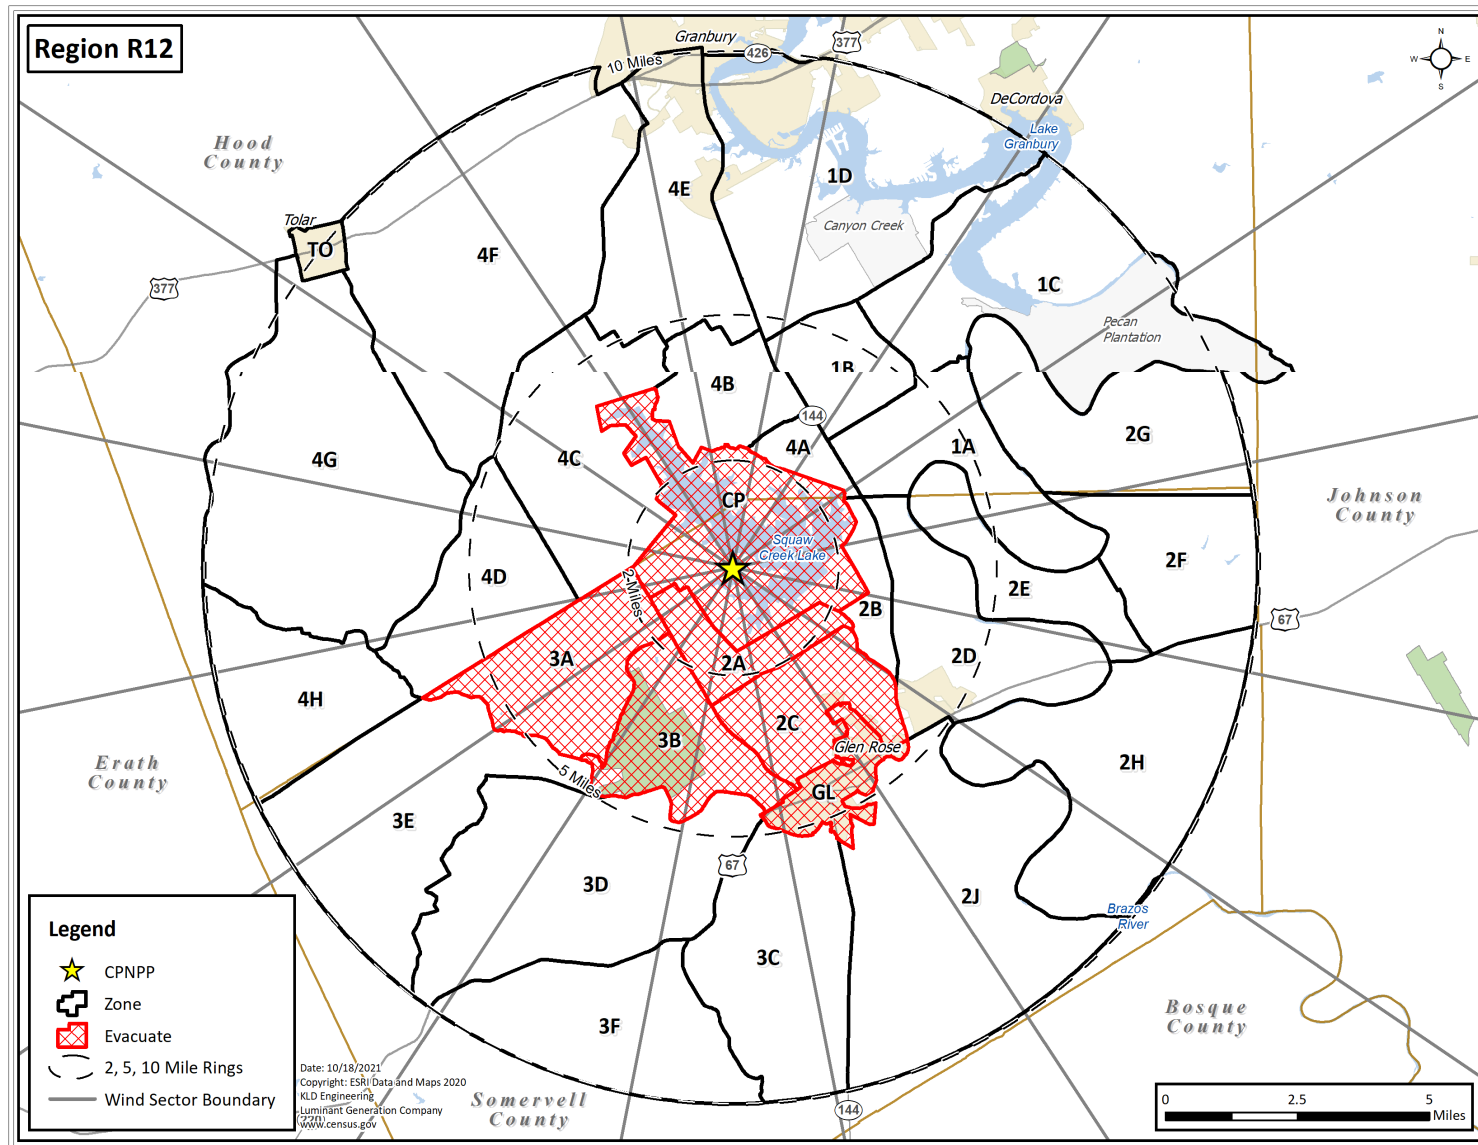 Region R12
Granbury
426
377
10 Miles
N
W
E
S
DeCordova
Lake
Granbury
Hood
County
4E
1D
Tolar
TO
Canyon Creek
4F
377
1C
Pecan
Plantation
1B
4B
144
4A
1A
2G
4C
4G
CP
Johnson
County
Squaw
Creek Lake
2F
4D
2-Miles
2E
2B
67
3A
2A
2D
4H
2C
3B
Glen Rose
Erath
County
2H
5 Miles
GL
3E
67
3D
2J
Brazos
River
3C
Bosque
County
3F
Legend
CPNPP
Zone
Evacuate
2, 5, 10 Mile Rings
Wind Sector Boundary
Date: 10/18/2021
Copyright: ESRI Data and Maps 2020
KLD Engineering
Luminant Generation Company
www.census.gov
Somervell
County
144
0
2.5
5
Miles